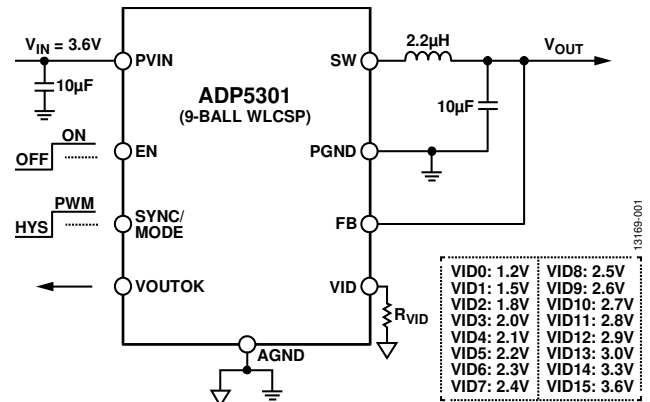 VIN = 3.6V
10µF
PVIN
ADP5301
(9-BALL WLCSP)
SW
2.2µH
VOUT
10µF
ON
OFF
EN
PGND
PWM
HYS
SYNC/
MODE
FB
VOUTOK
VID
RVID
AGND
VID0: 1.2V
VID1: 1.5V
VID2: 1.8V
VID3: 2.0V
VID4: 2.1V
VID5: 2.2V
VID6: 2.3V
VID7: 2.4V
VID8: 2.5V
VID9: 2.6V
VID10: 2.7V
VID11: 2.8V
VID12: 2.9V
VID13: 3.0V
VID14: 3.3V
VID15: 3.6V
13169-001